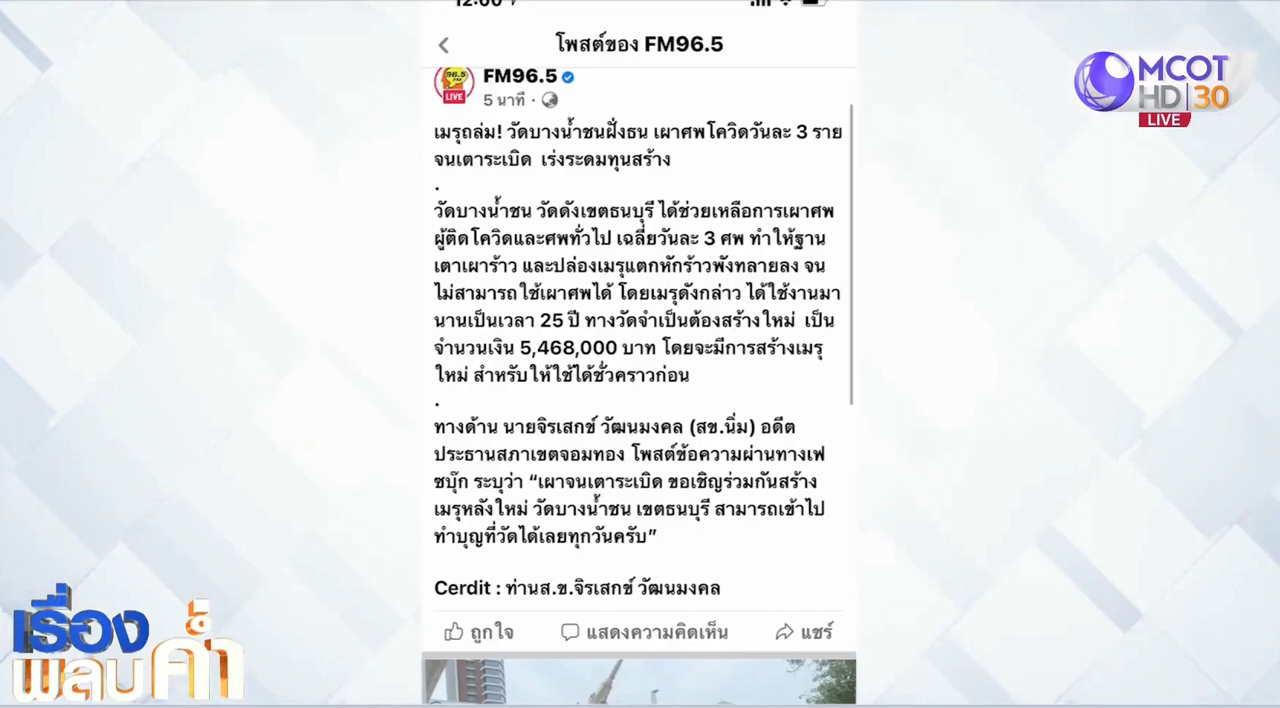 12:00
โพสต์ของ FM96.5
MCOT
HD 30
LIVE
96.5
FM
LIVE
FM96.5
5 นาที ·
เมรุถล่ม! วัดบางน้ำชนฝั่งธน เผาศพโควิดวันละ 3 ราย
จนเตาระเบิด เร่งระดมทุนสร้าง
.
วัดบางน้ำชน วัดดังเขตธนบุรี ได้ช่วยเหลือการเผาศพ
ผู้ติดโควิดและศพทั่วไป เฉลี่ยวันละ 3 ศพ ทำให้ฐาน
เตาเผาร้าว และปล่องเมรุแตกหักร้าวพังทลายลง จน
ไม่สามารถใช้เผาศพได้ โดยเมรุดังกล่าว ได้ใช้งานมา
นานเป็นเวลา 25 ปี ทางวัดจำเป็นต้องสร้างใหม่ เป็น
จำนวนเงิน 5,468,000 บาท โดยจะมีการสร้างเมรุ
ใหม่ สำหรับให้ใช้ได้ชั่วคราวก่อน
.
ทางด้าน นายจิรเสกข์ วัฒนมงคล (สข.นิ่ม) อดีต
ประธานสภาเขตจอมทอง โพสต์ข้อความผ่านทางเฟ
ซบุ๊ก ระบุว่า “เผาจนเตาระเบิด ขอเชิญร่วมกันสร้าง
เมรุหลังใหม่ วัดบางน้ำชน เขตธนบุรี สามารถเข้าไป
ทำบุญที่วัดได้เลยทุกวันครับ”
Cerdit : ท่านส.ข.จิรเสกข์ วัฒนมงคล
ถูกใจ แสดงความคิดเห็น แชร์
เรื่อง
พลบค่ำ